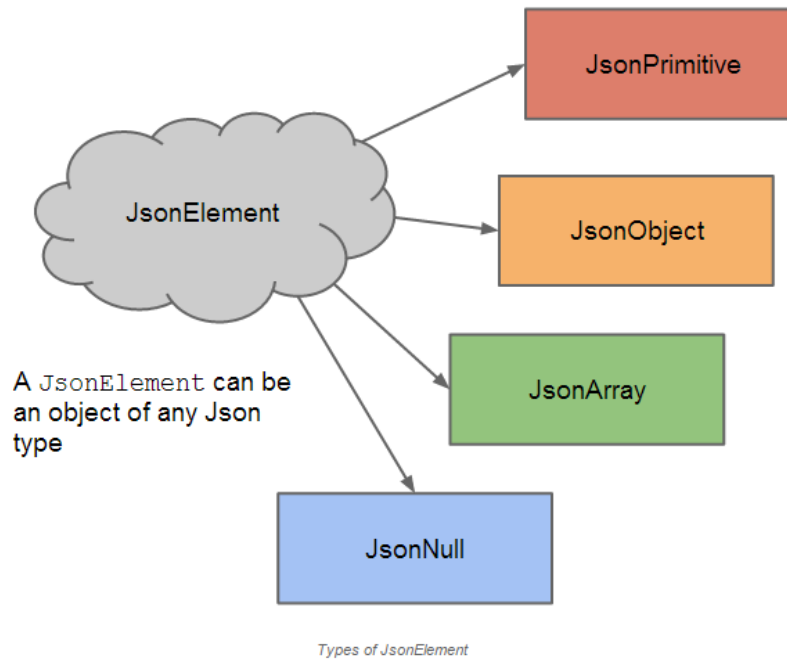 JsonPrimitive
JsonElement
JsonObject
JsonArray
A JsonElement can be
an object of any Json
type
JsonNull
Types of JsonElement